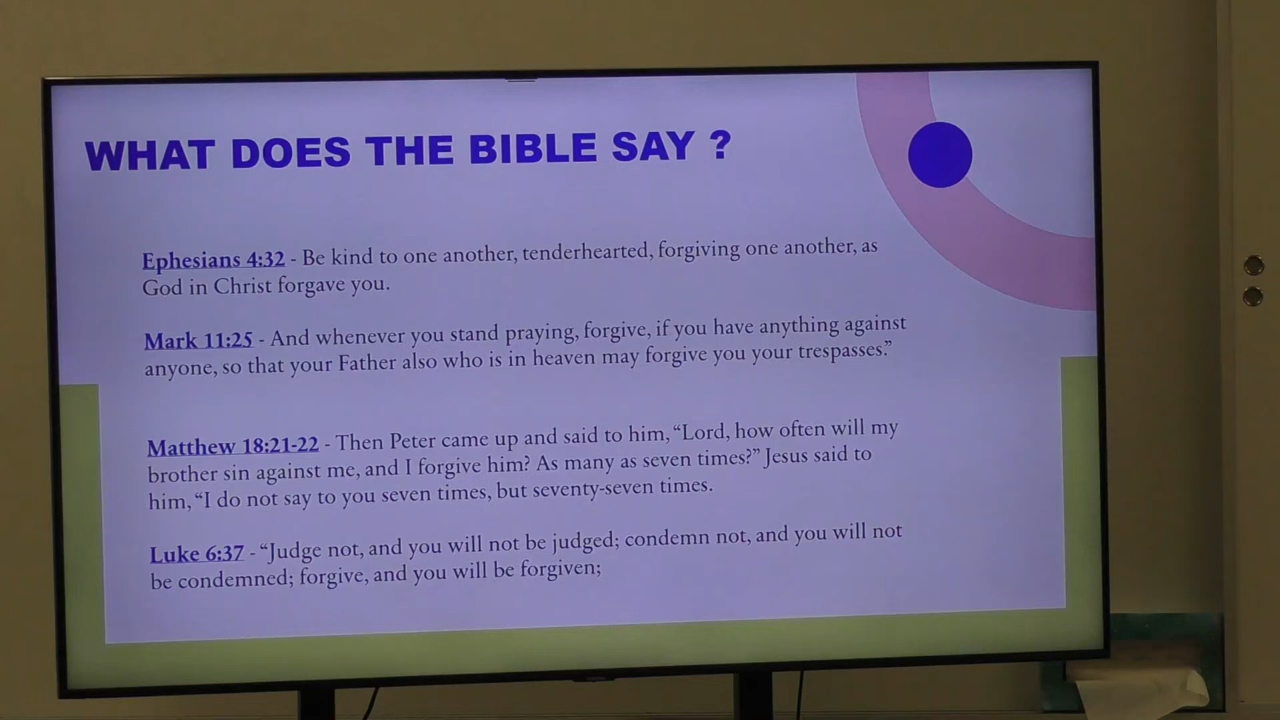 WHAT DOES THE BIBLE SAY ?
Ephesians 4:32 - Be kind to one another, tenderhearted, forgiving one another, as
God in Christ forgave you.
Mark 11:25 - And whenever you stand praying, forgive, if you have anything against
anyone, so that your Father also who is in heaven may forgive you your trespasses.”
Matthew 18:21-22 - Then Peter came up and said to him, “Lord, how often will my
brother sin against me, and I forgive him? As many as seven times?” Jesus said to
him, “I do not say to you seven times, but seventy-seven times.
Luke 6:37 - “Judge not, and you will not be judged; condemn not, and you will not
be condemned; forgive, and you will be forgiven;